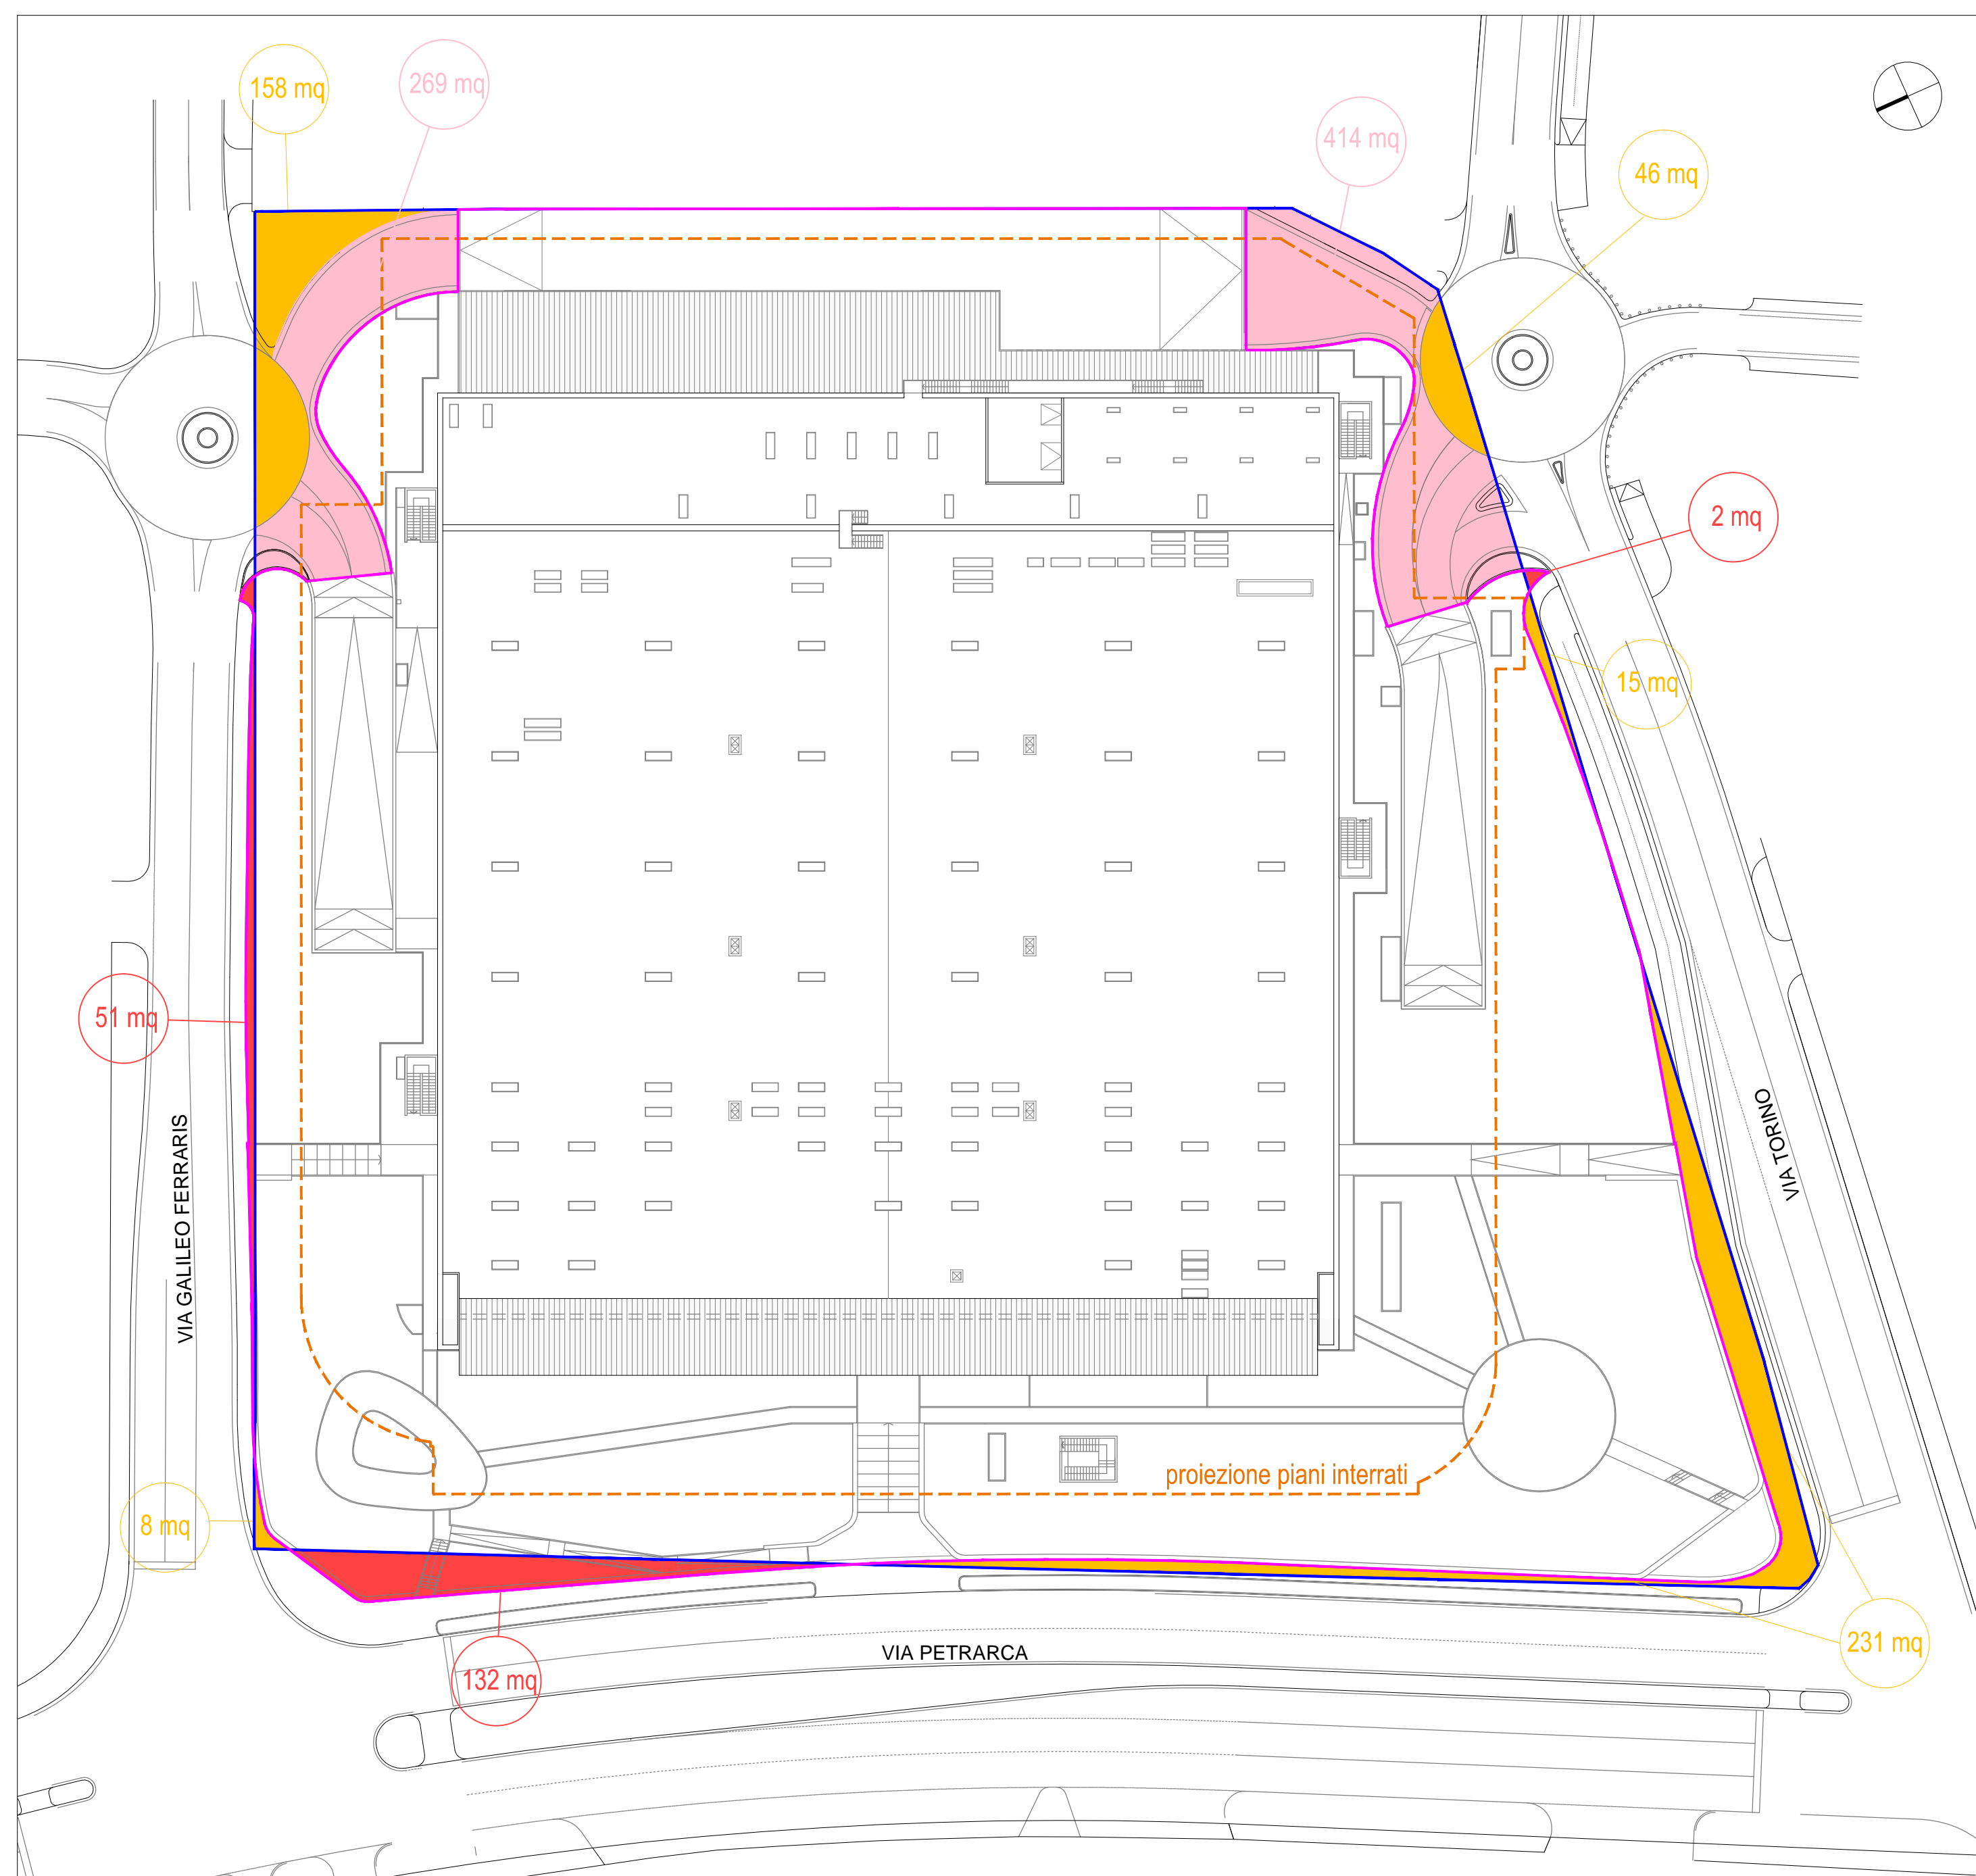 158 mq
269 mq
414 mq
46 mq
2 mq
15 mq
51 mq
VIA GALILEO FERRARIS
VIA TORINO
proiezione piani interrati
8 mq
231 mq
VIA PETRARCA
132 mq